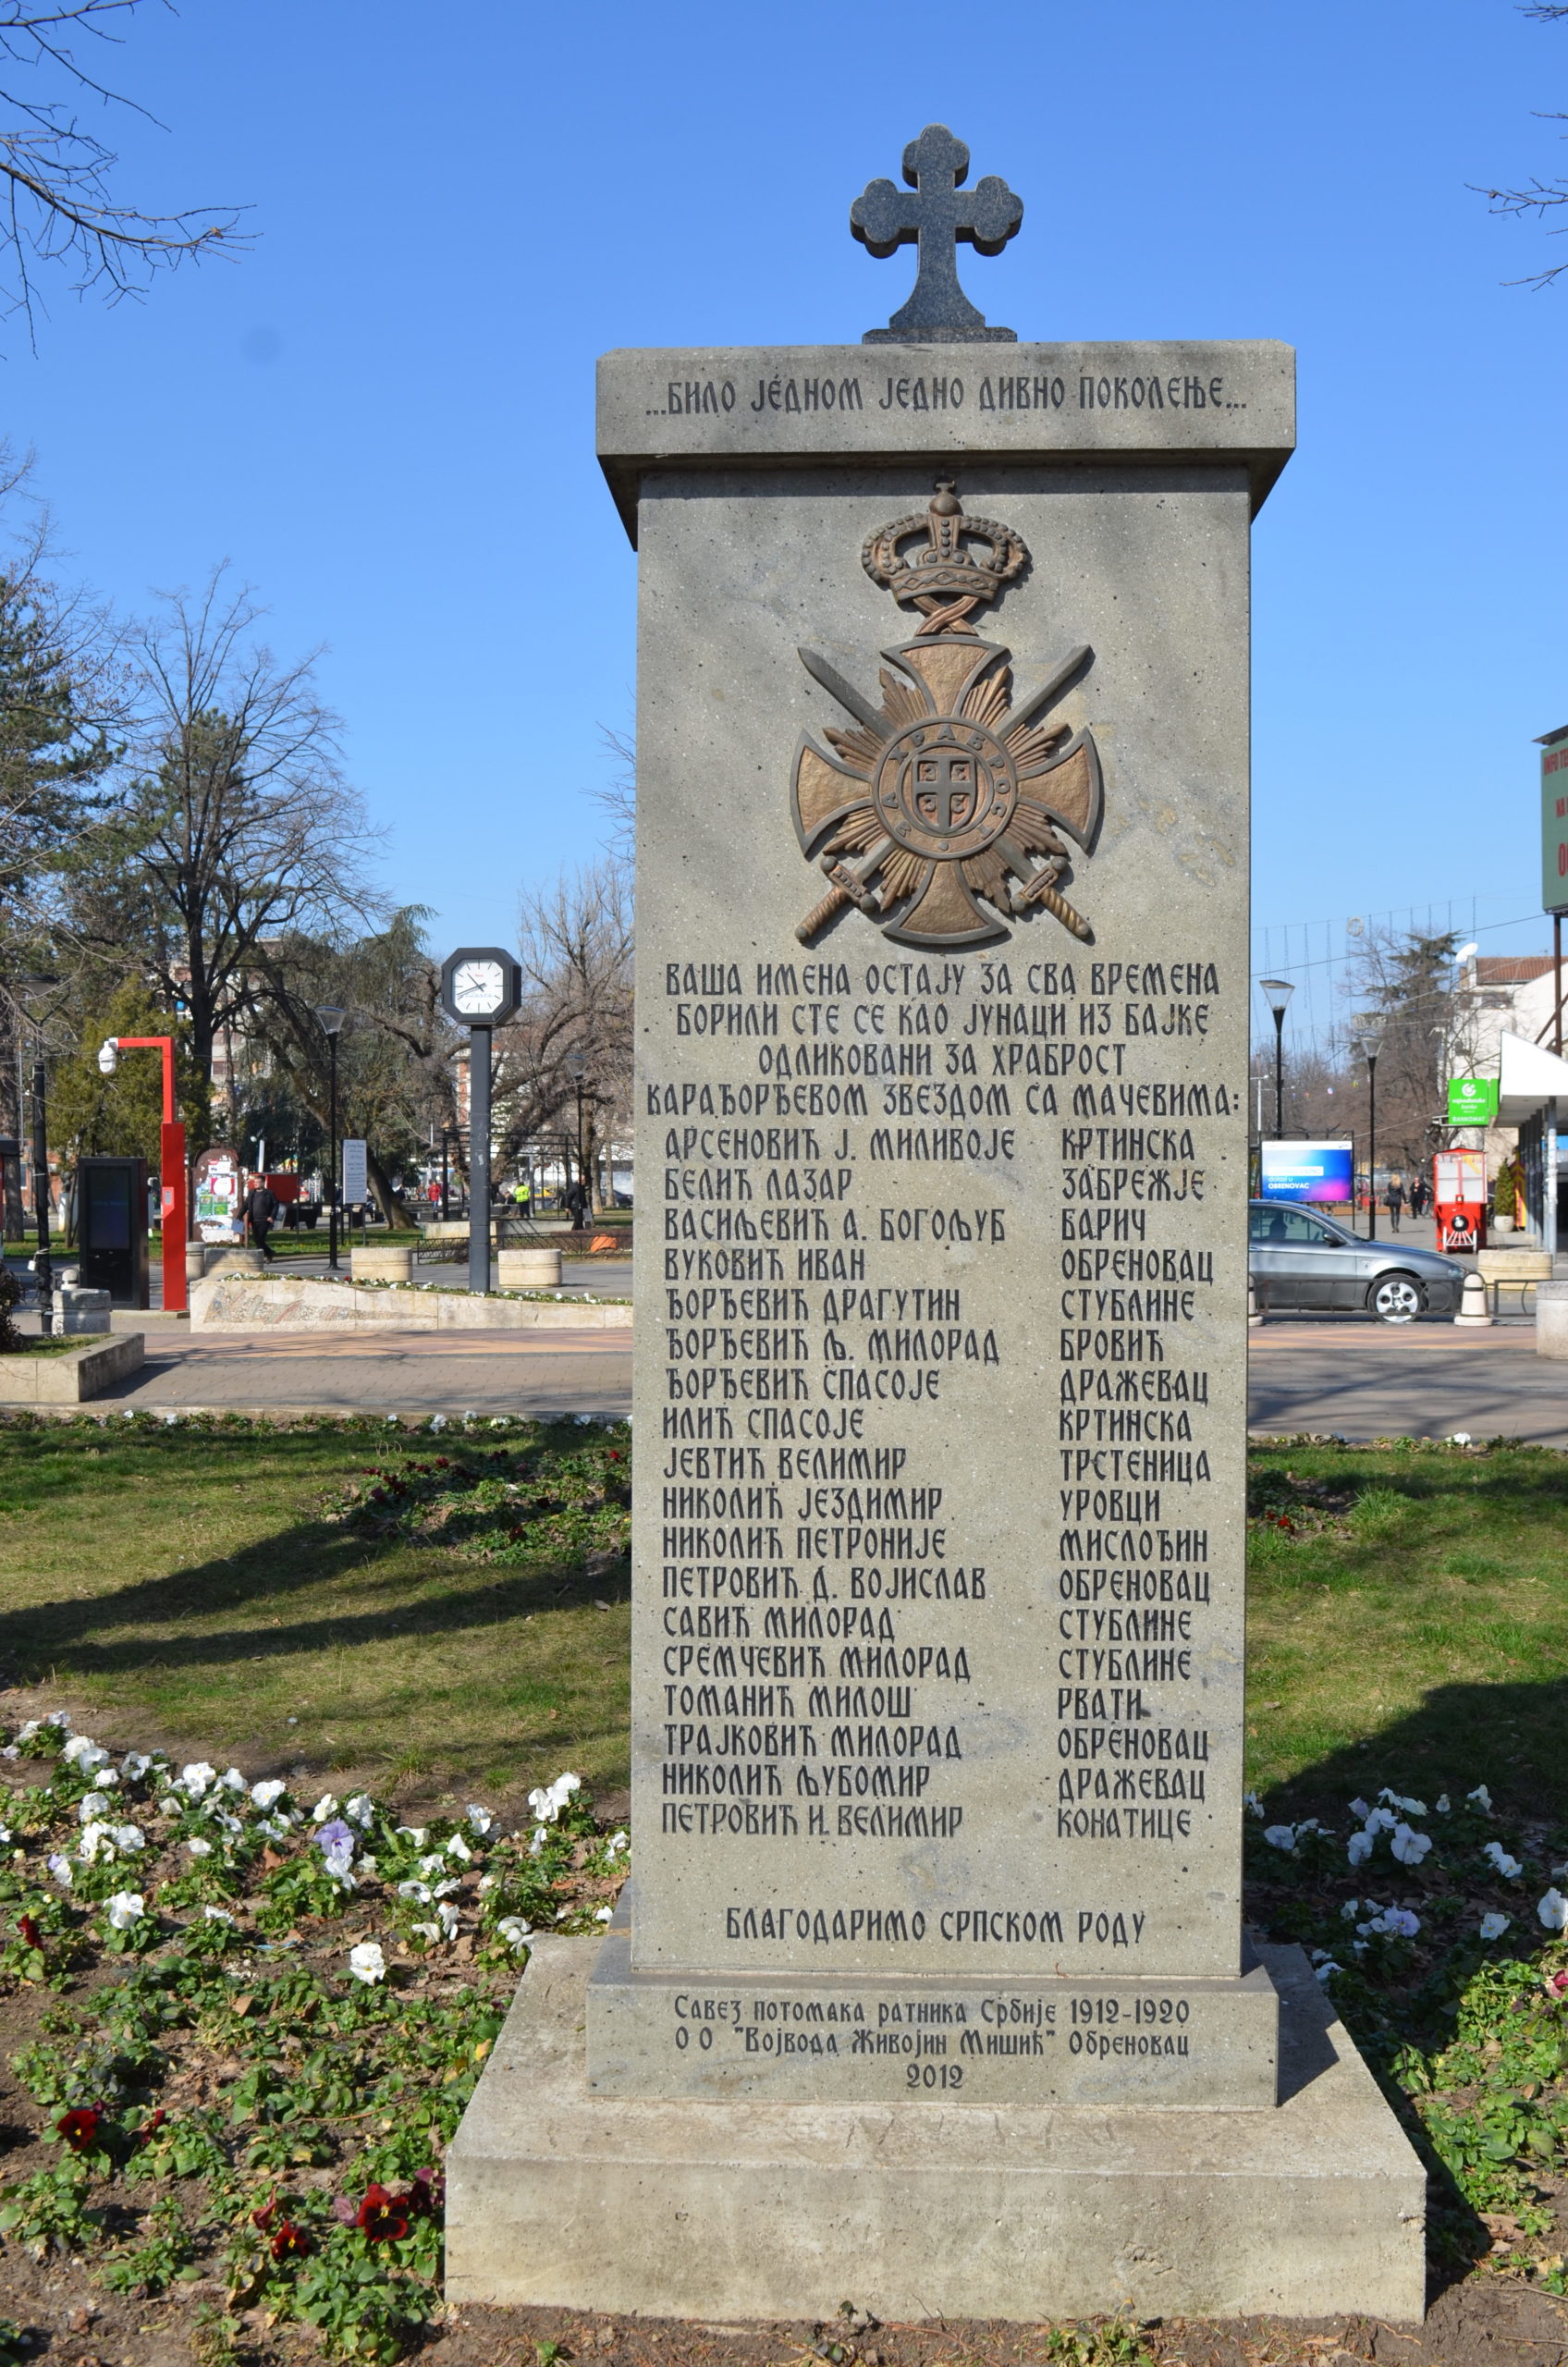 ...БИЛО ЈЕДНОМ ЈЕДНО ДИВНО ПОКОЛЕЊЕ...
ЗА ХРАБРОСТ
ВАША ИМЕНА ОСТАЈУ ЗА СВА ВРЕМЕНА
БОРИЛИ СТЕ СЕ КАО ЈУНАЦИ ИЗ БАЈКЕ
ОДЛИКОВАНИ ЗА ХРАБРОСТ
КАРАЂОРЂЕВОМ ЗВЕЗДОМ СА МАЧЕВИМА:
АРСЕНОВИЋ Ј. МИЛИВОЈЕ КРТИНСКА
БЕЛИЋ ЛАЗАР ЗАБРЕЖЈЕ
ВАСИЉЕВИЋ А. БОГОЉУБ БАРИЧ
ВУКОВИЋ ИВАН ОБРЕНОВАЦ
ЂОРЂЕВИЋ ДРАГУТИН СТУБЛИНЕ
ЂОРЂЕВИЋ Љ. МИЛОРАД БРОВИЋ
ЂОРЂЕВИЋ СПАСОЈЕ ДРАЖЕВАЦ
ИЛИЋ СПАСОЈЕ КРТИНСКА
ЈЕВТИЋ ВЕЛИМИР ТРСТЕНИЦА
НИКОЛИЋ ЈЕЗДИМИР УРОВЦИ
НИКОЛИЋ ПЕТРОНИЈЕ МИСЛОЂИН
ПЕТРОВИЋ Д. ВОЈИСЛАВ ОБРЕНОВАЦ
САВИЋ МИЛОРАД СТУБЛИНЕ
СРЕМЧЕВИЋ МИЛОРАД СТУБЛИНЕ
ТОМАНИЋ МИЛОШ РВАТИ
ТРАЈКОВИЋ МИЛОРАД ОБРЕНОВАЦ
НИКОЛИЋ ЉУБОМИР ДРАЖЕВАЦ
ПЕТРОВИЋ И. ВЕЛИМИР КОНАТИЦЕ
БЛАГОДАРИМО СРПСКОМ РОДУ
Савез потомака ратника Србије 1912-1920
О О "Војвода Живојин Мишић" Обреновац
2012
OBRENOVAC